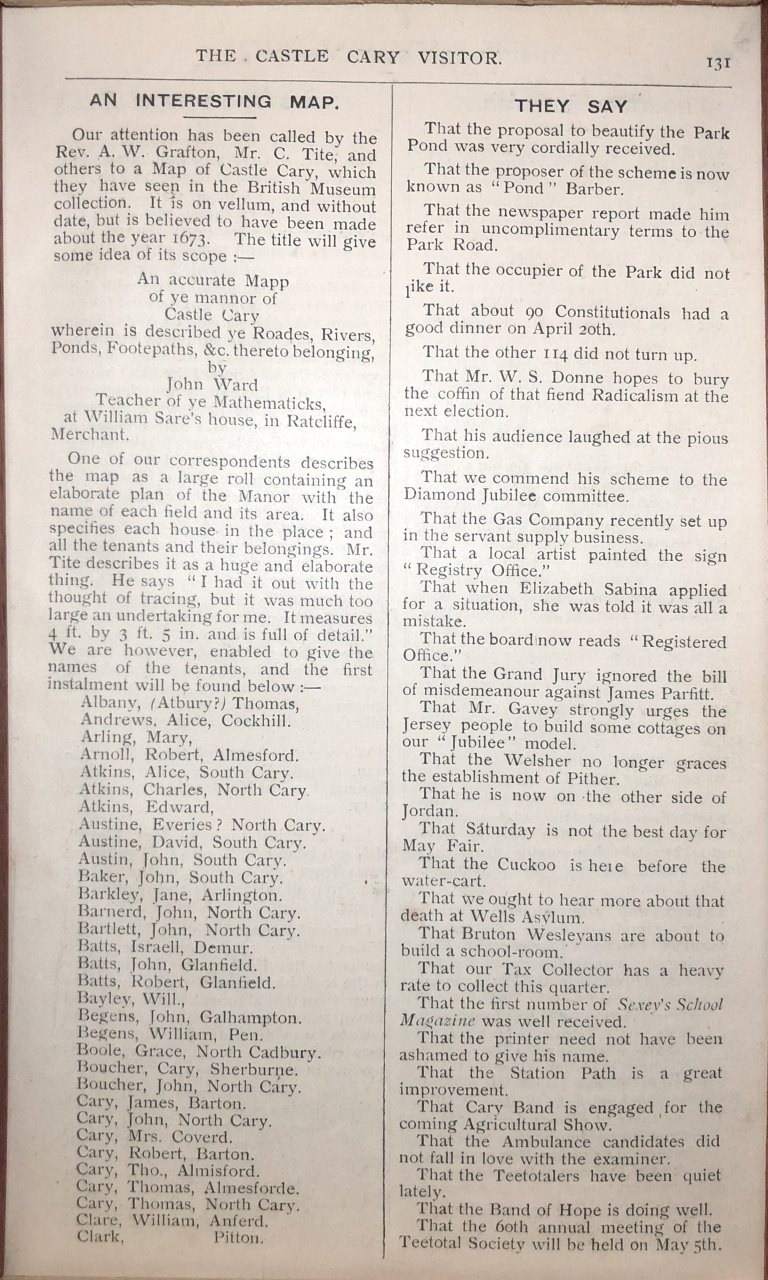 THE CASTLE CARY VISITOR.
131
AN INTERESTING MAP.
Our attention has been called by the
Rev. A. W. Grafton, Mr. C. Tite, and
others to a Map of Castle Cary, which
they have seen in the British Museum
collection. It is on vellum, and without
date, but is believed to have been made
about the year 1673. The title will give
some idea of its scope :—
An accurate Mapp
of ye mannor of
Castle Cary
wherein is described ye Roades, Rivers,
Ponds, Footepaths, &c. thereto belonging,
by
John Ward
Teacher of ye Mathematicks,
at William Sare's house, in Ratcliffe,
Merchant.
One of our correspondents describes
the map as a large roll containing an
elaborate plan of the Manor with the
name of each field and its area. It also
specifies each house in the place ; and
all the tenants and their belongings. Mr.
Tite describes it as a huge and elaborate
thing. He says " I had it out with the
thought of tracing, but it was much too
large an undertaking for me. It measures
4 ft. by 3 ft. 5 in. and is full of detail."
We are however, enabled to give the
names of the tenants, and the first
instalment will be found below :—
Albany, (Atbury?) Thomas,
Andrews, Alice, Cockhill.
Arling, Mary,
Arnoll, Robert, Almesford.
Atkins, Alice, South Cary.
Atkins, Charles, North Cary.
Atkins, Edward,
Austine, Everies ? North Cary.
Austine, David, South Cary.
Austin, John, South Cary.
Baker, John, South Cary.
Barkley, Jane, Arlington.
Barnerd, John, North Cary.
Bartlett, John, North Cary.
Batts, Israell, Demur.
Batts, John, Glanfield.
Batts, Robert, Glanfield.
Bayley, Will.,
Begens, John, Galhampton.
Begens, William, Pen.
Boole, Grace, North Cadbury.
Boucher, Cary, Sherburne.
Boucher, John, North Cary.
Cary, James, Barton.
Cary, John, North Cary.
Cary, Mrs. Coverd.
Cary, Robert, Barton.
Cary, Tho., Almisford.
Cary, Thomas, Almesforde.
Cary, Thomas, North Cary.
Clare, William, Anferd.
Clark, Pitton.
THEY SAY
That the proposal to beautify the Park
Pond was very cordially received.
That the proposer of the scheme is now
known as " Pond " Barber.
That the newspaper report made him
refer in uncomplimentary terms to the
Park Road.
That the occupier of the Park did not
like it.
That about 90 Constitutionals had a
good dinner on April 20th.
That the other 114 did not turn up.
That Mr. W. S. Donne hopes to bury
the coffin of that fiend Radicalism at the
next election.
That his audience laughed at the pious
suggestion.
That we commend his scheme to the
Diamond Jubilee committee.
That the Gas Company recently set up
in the servant supply business.
That a local artist painted the sign
" Registry Office."
That when Elizabeth Sabina applied
for a situation, she was told it was all a
mistake.
That the board now reads " Registered
Office."
That the Grand Jury ignored the bill
of misdemeanour against James Parfitt.
That Mr. Gavey strongly urges the
Jersey people to build some cottages on
our " Jubilee" model.
That the Welsher no longer graces
the establishment of Pither.
That he is now on the other side of
Jordan.
That Saturday is not the best day for
May Fair.
That the Cuckoo is here before the
water-cart.
That we ought to hear more about that
death at Wells Asylum.
That Bruton Wesleyans are about to
build a school-room.
That our Tax Collector has a heavy
rate to collect this quarter.
That the first number of Sexey's School
Magazine was well received.
That the printer need not have been
ashamed to give his name.
That the Station Path is a great
improvement.
That Cary Band is engaged for the
coming Agricultural Show.
That the Ambulance candidates did
not fall in love with the examiner.
That the Teetotalers have been quiet
lately.
That the Band of Hope is doing well.
That the 60th annual meeting of the
Teetotal Society will be held on May 5th.